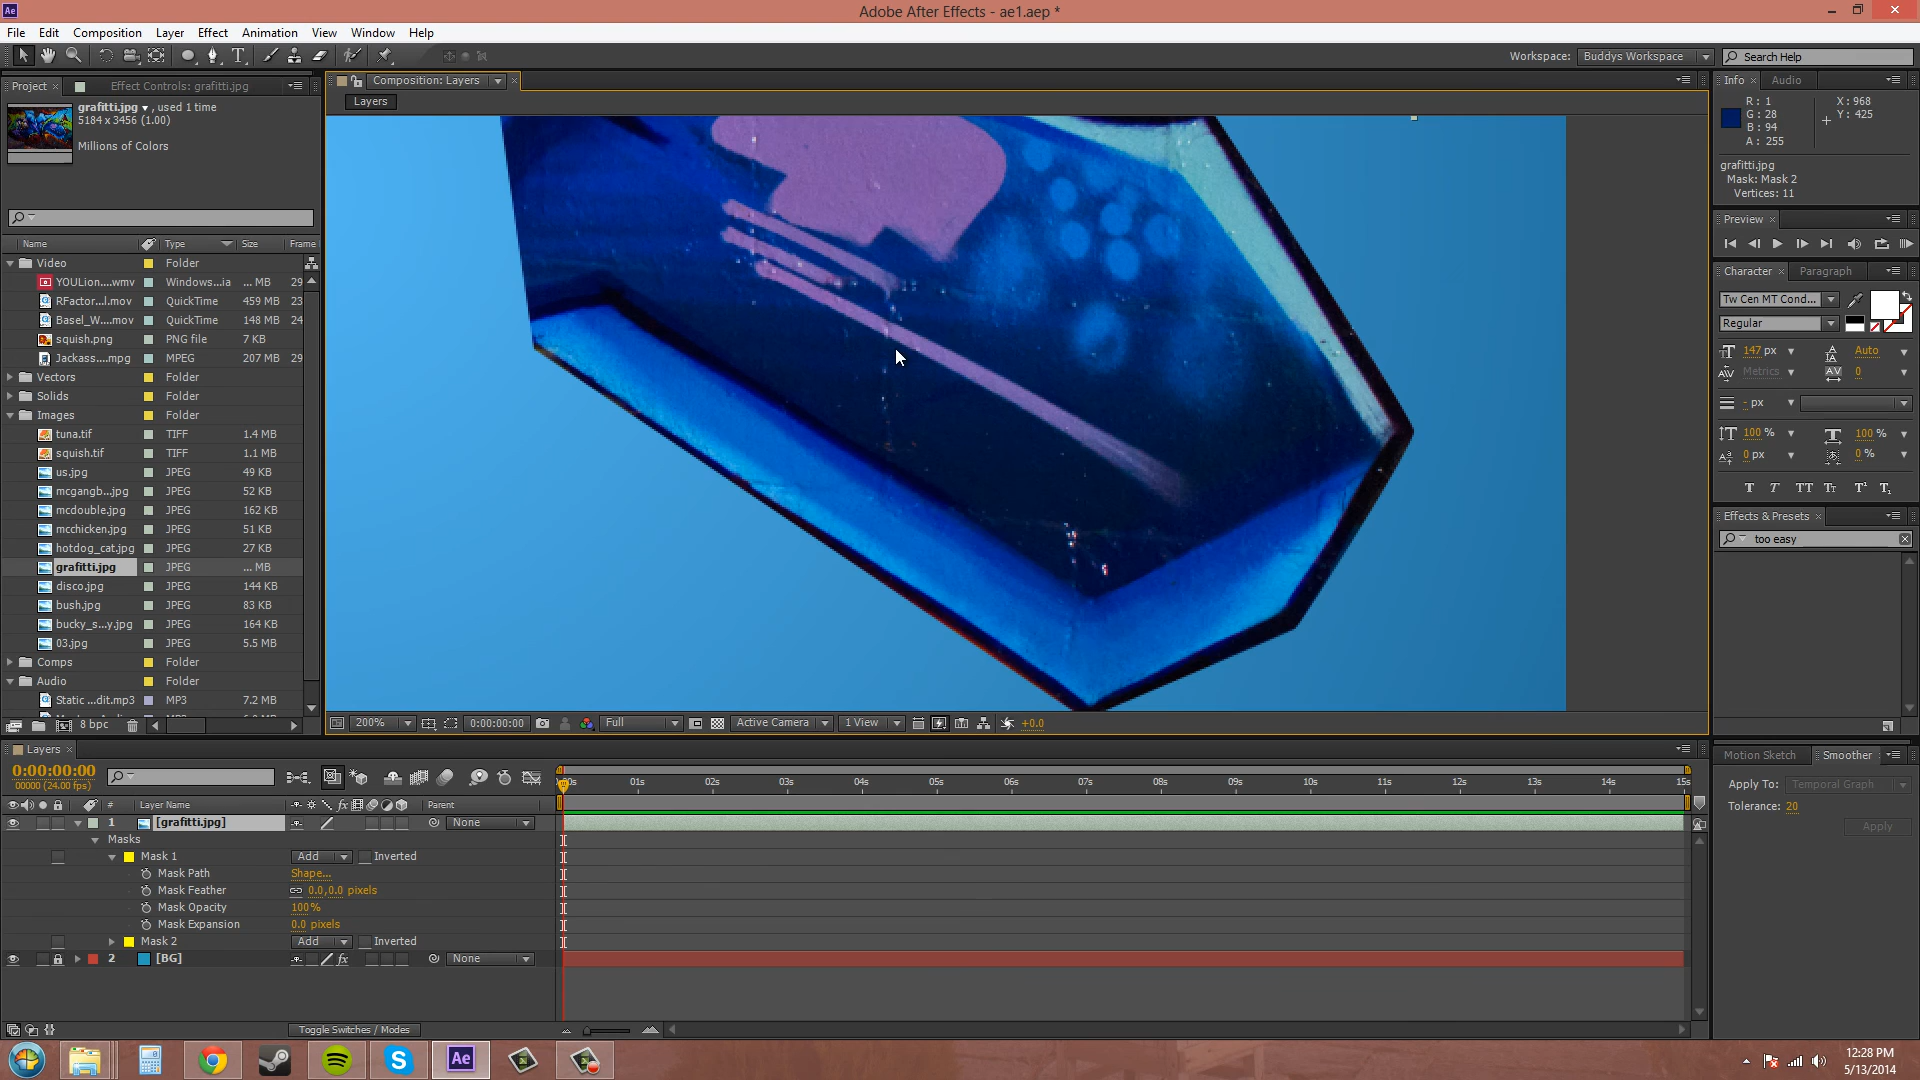 Adobe After Effects - ae1.aep *
File Edit Composition Layer Effect Animation View Window Help
Workspace: Buddys Workspace Search Help
Project Effect Controls: grafitti.jpg
Composition: Layers
Info Audio
grafitti.jpg , used 1 time
5184 x 3456 (1.00)
Millions of Colors
Layers
R: 1 X: 968
G: 28 Y: 425
B: 94
A: 255
grafitti.jpg
Mask: Mask 2
Vertices: 11
Preview
Name Type Size Frame
Video Folder
YOULion....wmv Windows...ia ... MB 29
RFactor...l.mov QuickTime 459 MB 23
Basel_W....mov QuickTime 148 MB 24
squish.png PNG file 7 KB
Jackass....mpg MPEG 207 MB 29
Vectors Folder
Solids Folder
Images Folder
tuna.tif TIFF 1.4 MB
squish.tif TIFF 1.1 MB
us.jpg JPEG 49 KB
mcgangb...jpg JPEG 52 KB
mcdouble.jpg JPEG 162 KB
mcchicken.jpg JPEG 51 KB
hotdog_cat.jpg JPEG 27 KB
grafitti.jpg JPEG ... MB
disco.jpg JPEG 144 KB
bush.jpg JPEG 83 KB
bucky_s...y.jpg JPEG 164 KB
03.jpg JPEG 5.5 MB
Comps Folder
Audio Folder
Static ...dit.mp3 MP3 7.2 MB
8 bpc
Character Paragraph
Tw Cen MT Cond...
Regular
147 px Auto
Metrics 0
- px
100 % 100 %
0 px 0 %
T T TT Tt T¹ T₁
Effects & Presets
too easy
200% 0:00:00:00 Full Active Camera 1 View +0.0
Layers
0:00:00:00
00000 (24.00 fps)
:00s 01s 02s 03s 04s 05s 06s 07s 08s 09s 10s 11s 12s 13s 14s 15s
# Layer Name Parent
1 [grafitti.jpg] None
Masks
Mask 1 Add Inverted
Mask Path Shape...
Mask Feather 0.0,0.0 pixels
Mask Opacity 100%
Mask Expansion 0.0 pixels
Mask 2 Add Inverted
2 [BG] None
Toggle Switches / Modes
Motion Sketch Smoother
Apply To: Temporal Graph
Tolerance: 20
Apply
12:28 PM
5/13/2014